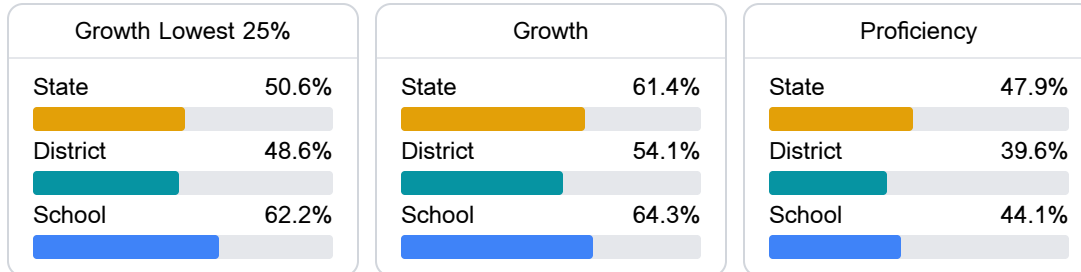 Growth Lowest 25%
State 50.6%
District 48.6%
School 62.2%
Growth
State 61.4%
District 54.1%
School 64.3%
Proficiency
State 47.9%
District 39.6%
School 44.1%